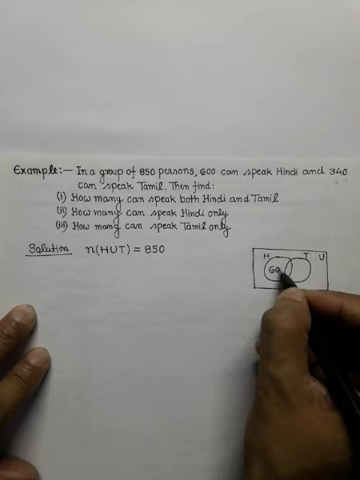 Example:— In a group of 850 persons, 600 can speak Hindi and 340
can speak Tamil. Then find:
(i) How many can speak both Hindi and Tamil
(ii) How many can speak Hindi only
(iii) How many can speak Tamil only.
Solution n(HUT) = 850
H T U
60